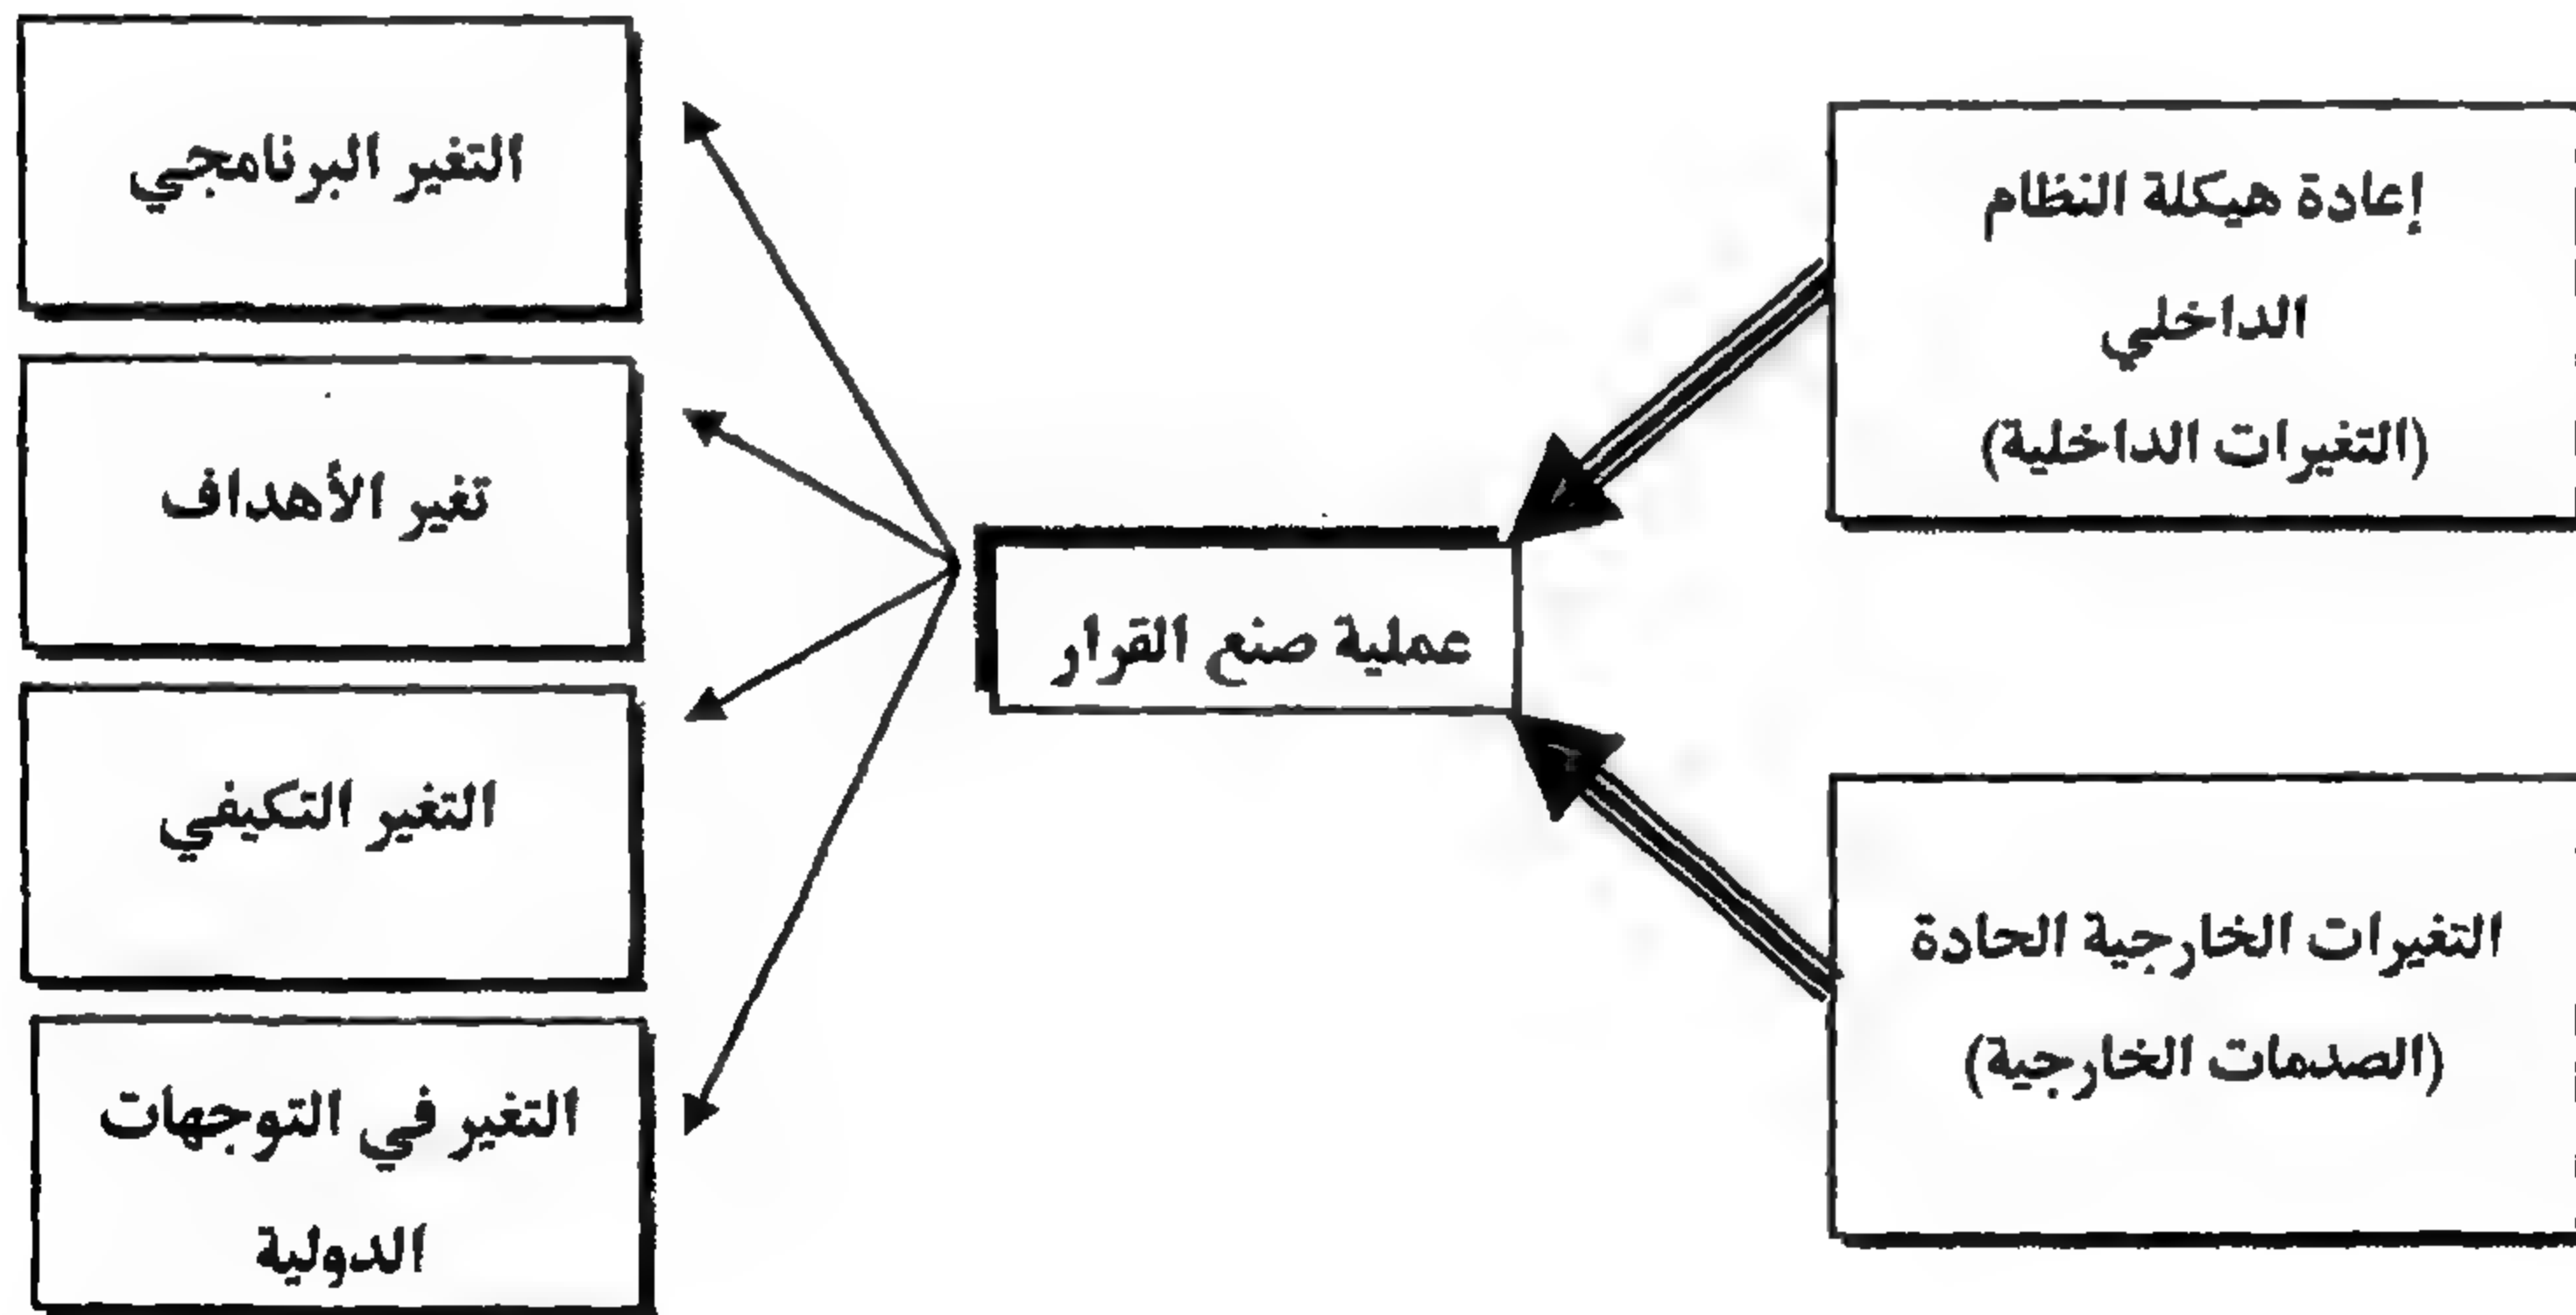 إعادة هيكلة النظام
الداخلي
(التغيرات الداخلية)
التغيرات الخارجية الحادة
(الصدمات الخارجية)
عملية صنع القرار
التغير البرنامجي
تغير الأهداف
التغير التكيفي
التغير في التوجهات
الدولية